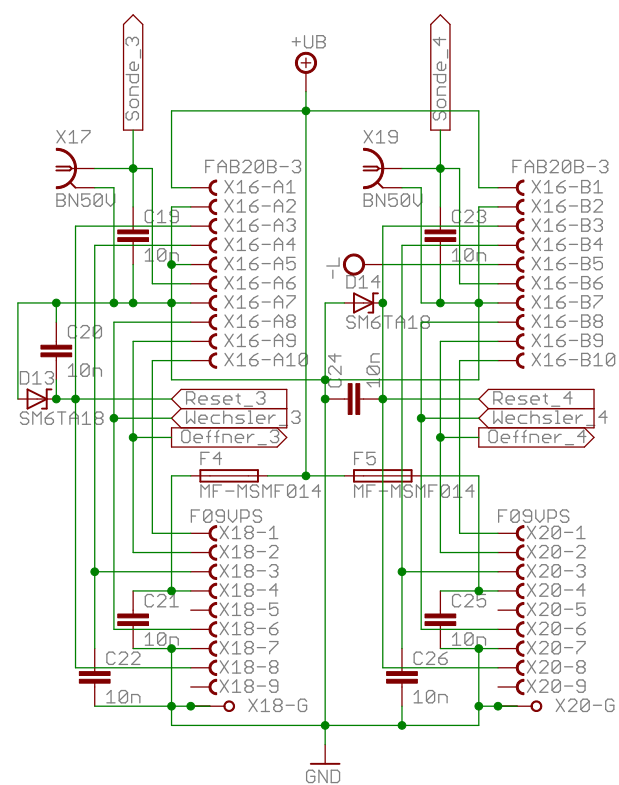 +UB
Sonde_3
Sonde_4
X17
X19
BN50V
BN50V
FAB20B-3
FAB20B-3
X16-A1
X16-A2
X16-A3
X16-A4
X16-A5
X16-A6
X16-A7
X16-A8
X16-A9
X16-A10
X16-B1
X16-B2
X16-B3
X16-B4
X16-B5
X16-B6
X16-B7
X16-B8
X16-B9
X16-B10
C19
10n
C23
10n
-L
D14
SM6TA18
C20
10n
D13
SM6TA18
C24
10n
Reset_3
Wechsler_3
Oeffner_3
Reset_4
Wechsler_4
Oeffner_4
F4
MF-MSMF014
F5
MF-MSMF014
F09VPS
F09VPS
X18-1
X18-2
X18-3
X18-4
X18-5
X18-6
X18-7
X18-8
X18-9
X18-G
X20-1
X20-2
X20-3
X20-4
X20-5
X20-6
X20-7
X20-8
X20-9
X20-G
C21
10n
C22
10n
C25
10n
C26
10n
GND